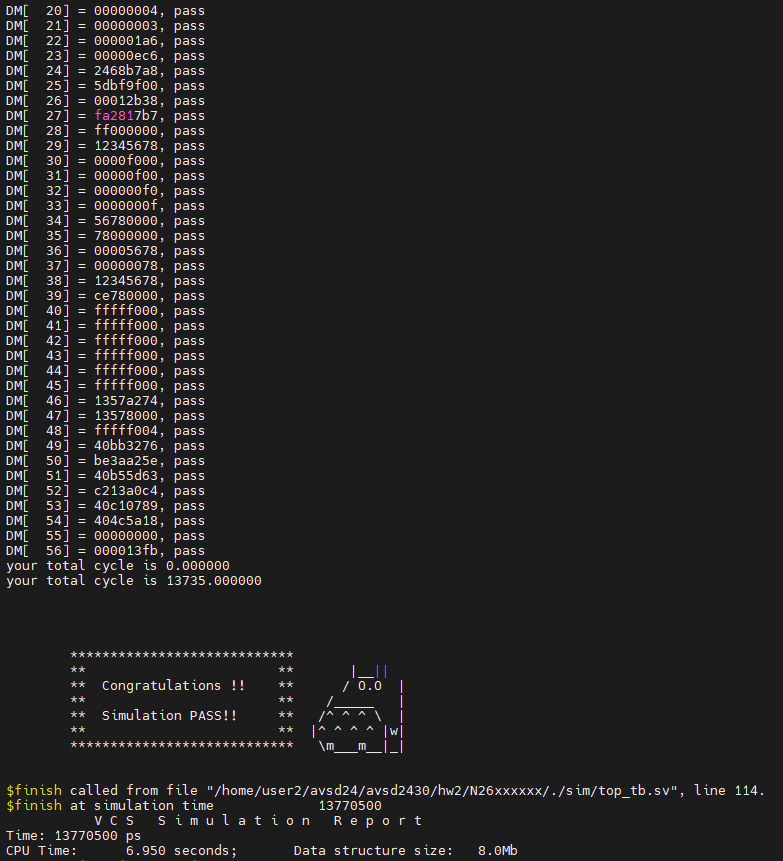 DM[  20] = 00000004, pass
DM[  21] = 00000003, pass
DM[  22] = 000001a6, pass
DM[  23] = 00000ec6, pass
DM[  24] = 2468b7a8, pass
DM[  25] = 5dbf9f00, pass
DM[  26] = 00012b38, pass
DM[  27] = fa2817b7, pass
DM[  28] = ff000000, pass
DM[  29] = 12345678, pass
DM[  30] = 0000f000, pass
DM[  31] = 00000f00, pass
DM[  32] = 000000f0, pass
DM[  33] = 0000000f, pass
DM[  34] = 56780000, pass
DM[  35] = 78000000, pass
DM[  36] = 00005678, pass
DM[  37] = 00000078, pass
DM[  38] = 12345678, pass
DM[  39] = ce780000, pass
DM[  40] = fffff000, pass
DM[  41] = fffff000, pass
DM[  42] = fffff000, pass
DM[  43] = fffff000, pass
DM[  44] = fffff000, pass
DM[  45] = fffff000, pass
DM[  46] = 1357a274, pass
DM[  47] = 13578000, pass
DM[  48] = fffff004, pass
DM[  49] = 40bb3276, pass
DM[  50] = be3aa25e, pass
DM[  51] = 40b55d63, pass
DM[  52] = c213a0c4, pass
DM[  53] = 40c10789, pass
DM[  54] = 404c5a18, pass
DM[  55] = 00000000, pass
DM[  56] = 000013fb, pass
your total cycle is 0.000000
your total cycle is 13735.000000
        ****************************
        **                        **       |__||
        **  Congratulations !!    **      / O.O  |
        **                        **    /_____   |
        **  Simulation PASS!!     **   /^ ^ ^ \  |
        **                        **  |^ ^ ^ ^ |w|
        ****************************   \m___m__|_|
$finish called from file "/home/user2/avsd24/avsd2430/hw2/N26xxxxxx/./sim/top_tb.sv", line 114.
$finish at simulation time             13770500
           V C S   S i m u l a t i o n   R e p o r t
Time: 13770500 ps
CPU Time:      6.950 seconds;       Data structure size:   8.0Mb